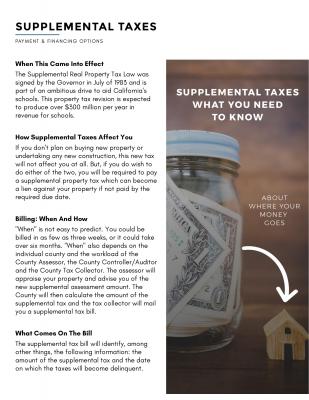 SUPPLEMENTAL TAXES
PAYMENT & FINANCING OPTIONS
When This Came Into Effect
The Supplemental Real Property Tax Law was
signed by the Governor in July of 1983 and is
part of an ambitious drive to aid California's
schools. This property tax revision is expected
to produce over $300 million per year in
revenue for schools.
How Supplemental Taxes Affect You
If you don't plan on buying new property or
undertaking any new construction, this new tax
will not affect you at all. But, if you do wish to
do either of the two, you will be required to pay
a supplemental property tax which can become
a lien against your property if not paid by the
required due date.
Billing: When And How
"When" is not easy to predict. You could be
billed in as few as three weeks, or it could take
over six months. "When" also depends on the
individual county and the workload of the
County Assessor, the County Controller/Auditor
and the County Tax Collector. The assessor will
appraise your property and advise you of the
new supplemental assessment amount. The
County will then calculate the amount of the
supplemental tax and the tax collector will mail
you a supplemental tax bill.
What Comes On The Bill
The supplemental tax bill will identify, among
other things, the following information: the
amount of the supplemental tax and the date
on which the taxes will become delinquent.
SUPPLEMENTAL TAXES
WHAT YOU NEED
TO KNOW
ABOUT
WHERE YOUR
MONEY
GOES